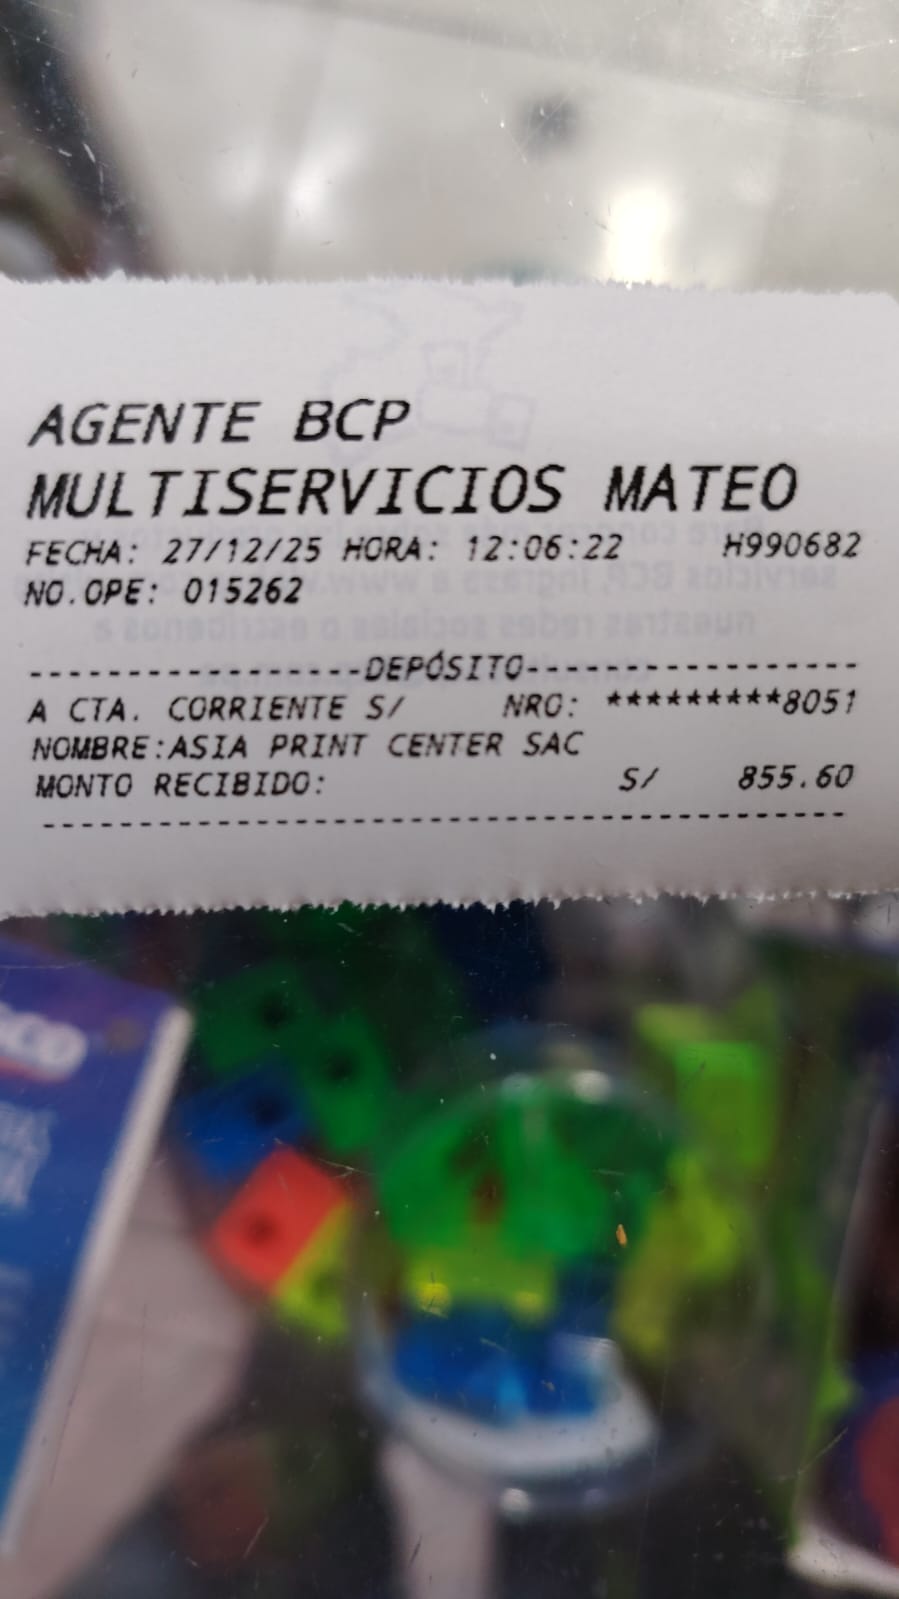 AGENTE BCP
MULTISERVICIOS MATEO
FECHA: 27/12/25 HORA: 12:06:22 H990682
NO.OPE: 015262
-----------------DEPÓSITO-----------------
A CTA. CORRIENTE S/ NRO: *********8051
NOMBRE:ASIA PRINT CENTER SAC
MONTO RECIBIDO: S/ 855.60
------------------------------------------